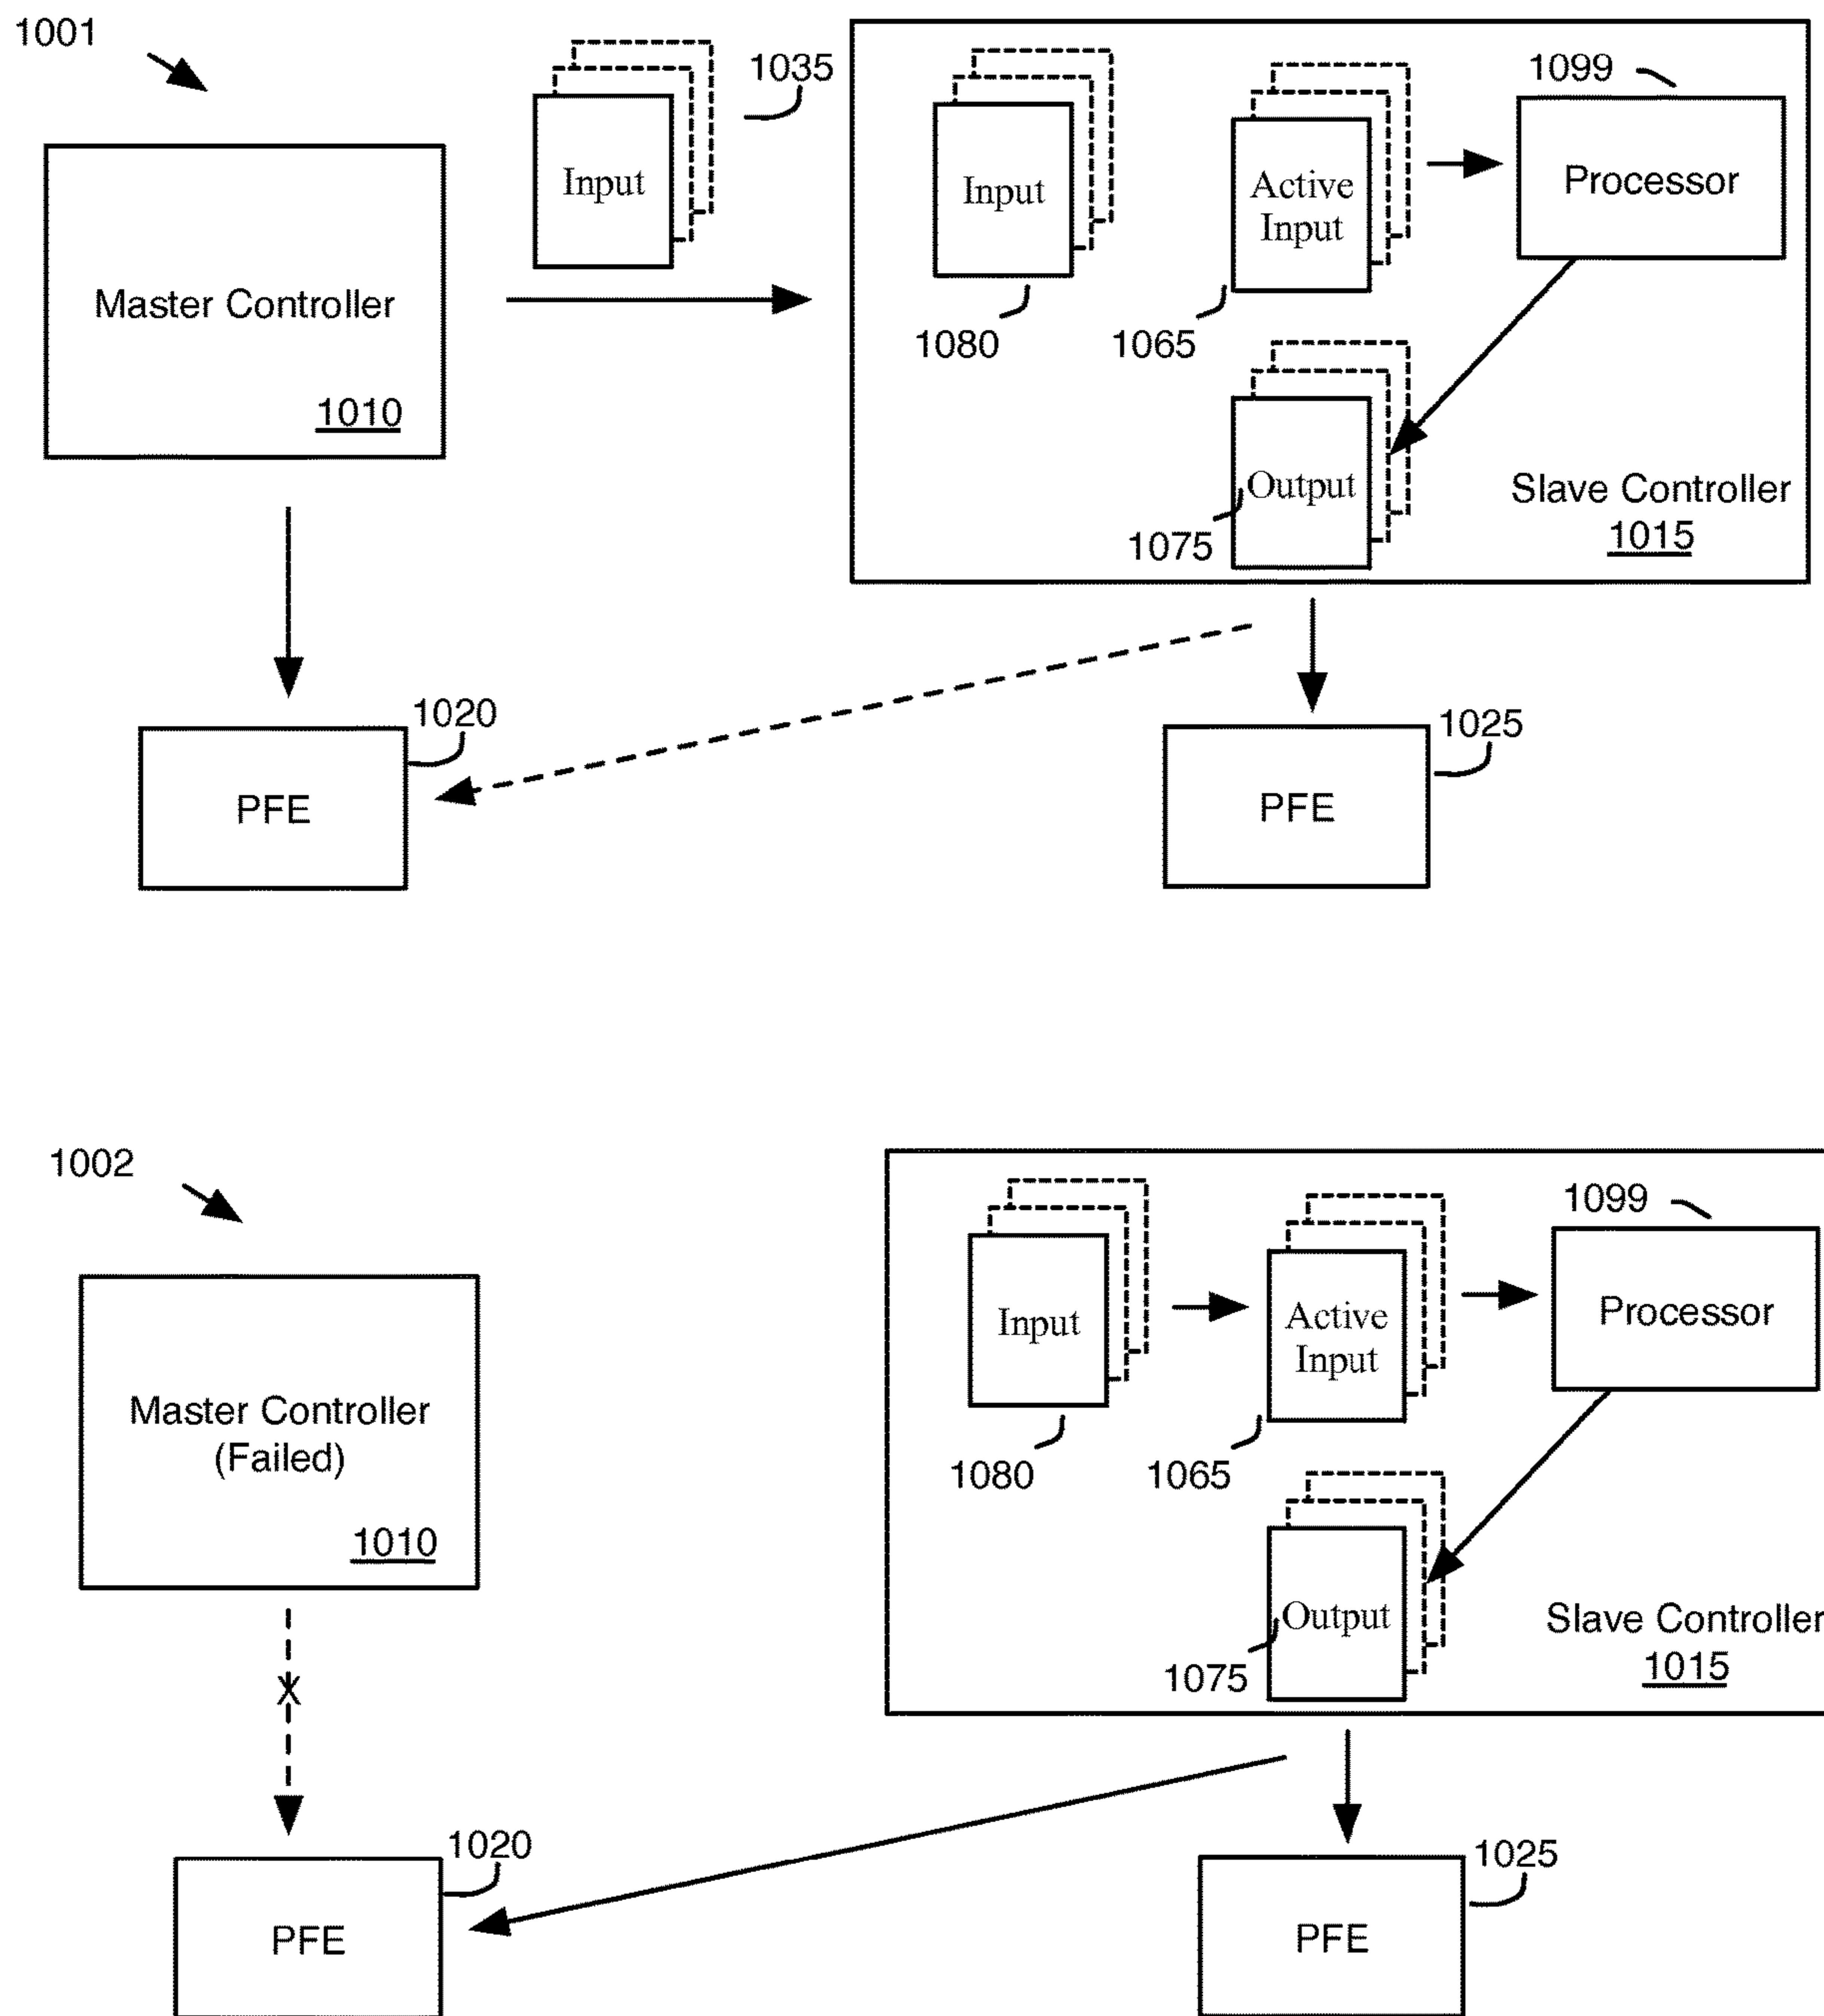 1001
1035
1099
Input
Input
Active
Input
Processor
Master Controller
1010
1080
1065
Output
1075
Slave Controller
1015
1020
PFE
1025
PFE
1002
1099
Input
Active
Input
Processor
Master Controller
(Failed)
1010
1080
1065
Output
1075
Slave Controller
1015
X
1020
PFE
1025
PFE